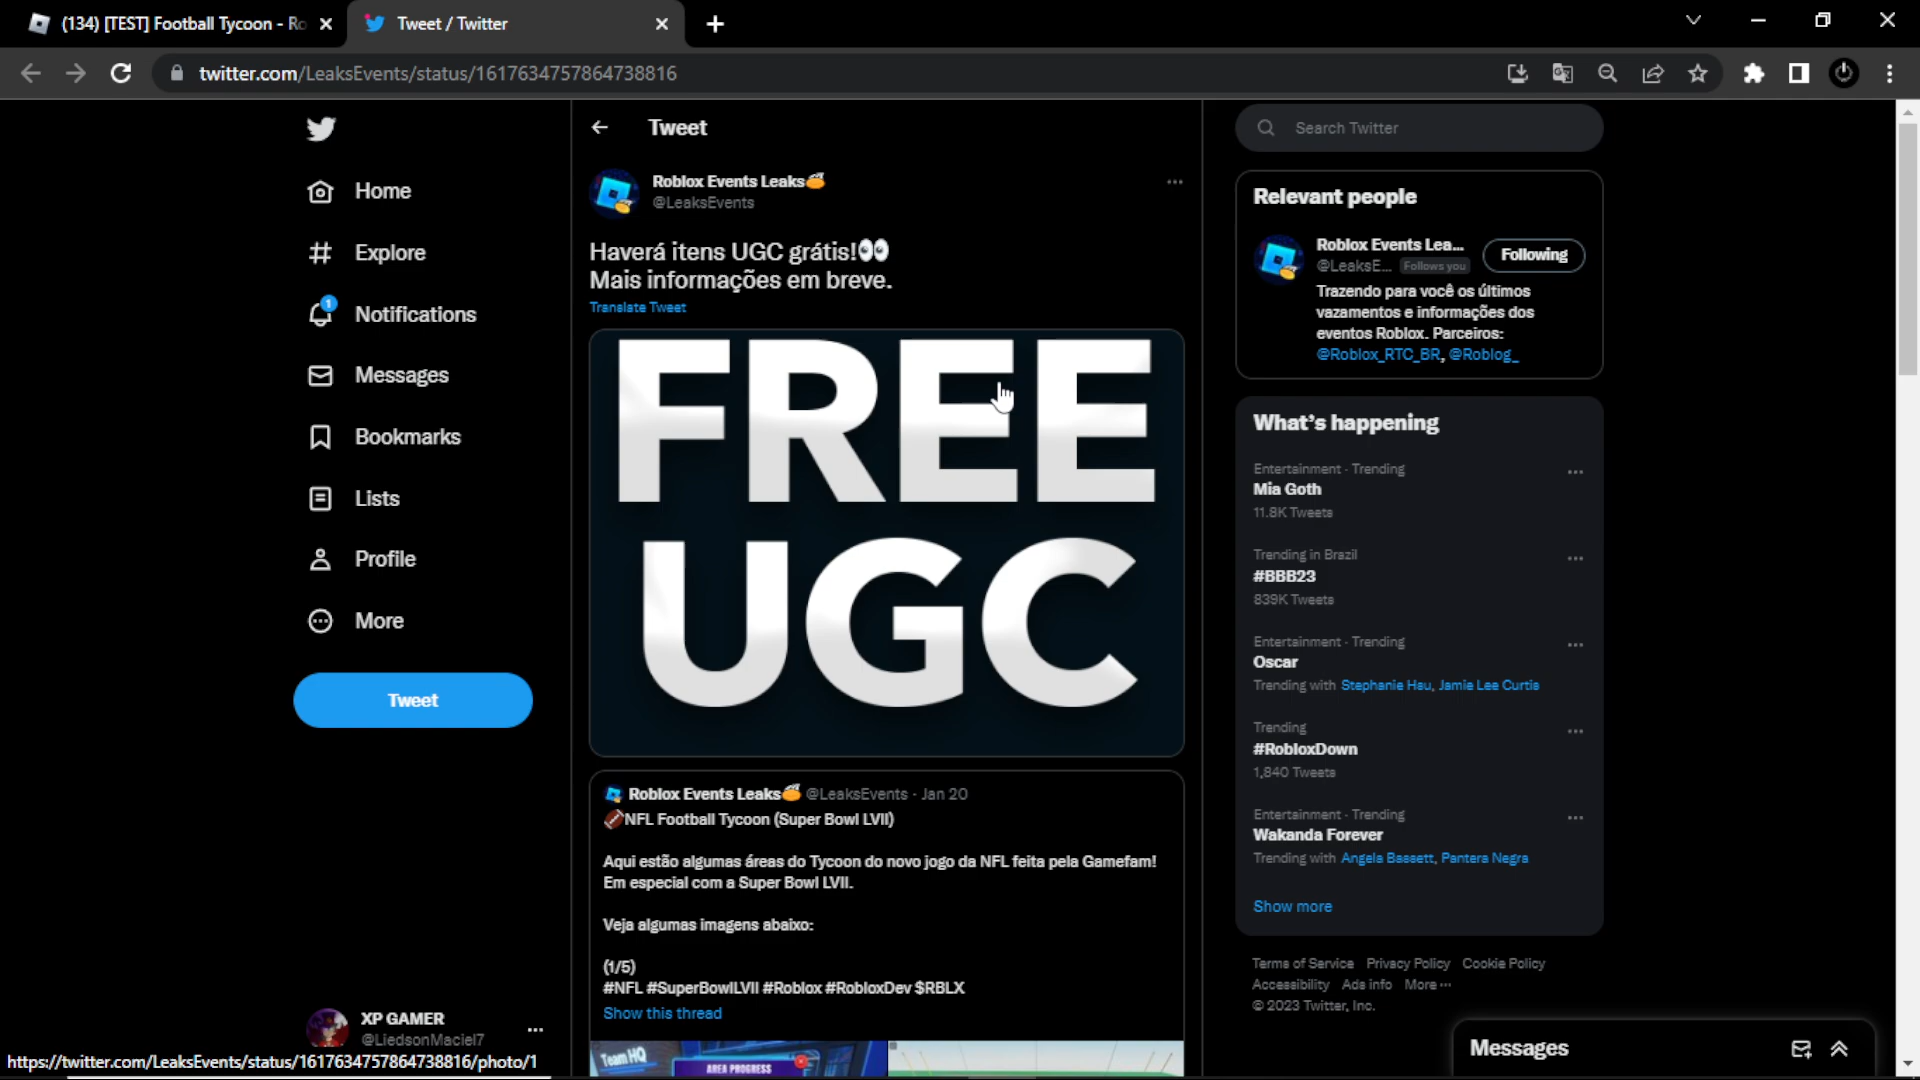 (134) [TEST] Football Tycoon - Ro
Tweet / Twitter
twitter.com/LeaksEvents/status/1617634757864738816
Home
Explore
1
Notifications
Messages
Bookmarks
Lists
Profile
More
Tweet
XP GAMER
@LiedsonMaciel7
https://twitter.com/LeaksEvents/status/1617634757864738816/photo/1
Tweet
Roblox Events Leaks
@LeaksEvents
Haverá itens UGC grátis!👀
Mais informações em breve.
Translate Tweet
FREE
UGC
Roblox Events Leaks @LeaksEvents · Jan 20
🏈NFL Football Tycoon (Super Bowl LVII)
Aqui estão algumas áreas do Tycoon do novo jogo da NFL feita pela Gamefam!
Em especial com a Super Bowl LVII.
Veja algumas imagens abaixo:
(1/5)
#NFL #SuperBowlLVII #Roblox #RobloxDev $RBLX
Show this thread
Team HQ
AREA PROGRESS
Search Twitter
Relevant people
Roblox Events Lea...
@LeaksE... Follows you
Following
Trazendo para você os últimos
vazamentos e informações dos
eventos Roblox. Parceiros:
@Roblox_RTC_BR, @Roblog_
What's happening
Entertainment · Trending
Mia Goth
11.8K Tweets
Trending in Brazil
#BBB23
839K Tweets
Entertainment · Trending
Oscar
Trending with Stephanie Hsu, Jamie Lee Curtis
Trending
#RobloxDown
1,840 Tweets
Entertainment · Trending
Wakanda Forever
Trending with Angela Bassett, Pantera Negra
Show more
Terms of Service Privacy Policy Cookie Policy
Accessibility Ads info More ···
© 2023 Twitter, Inc.
Messages